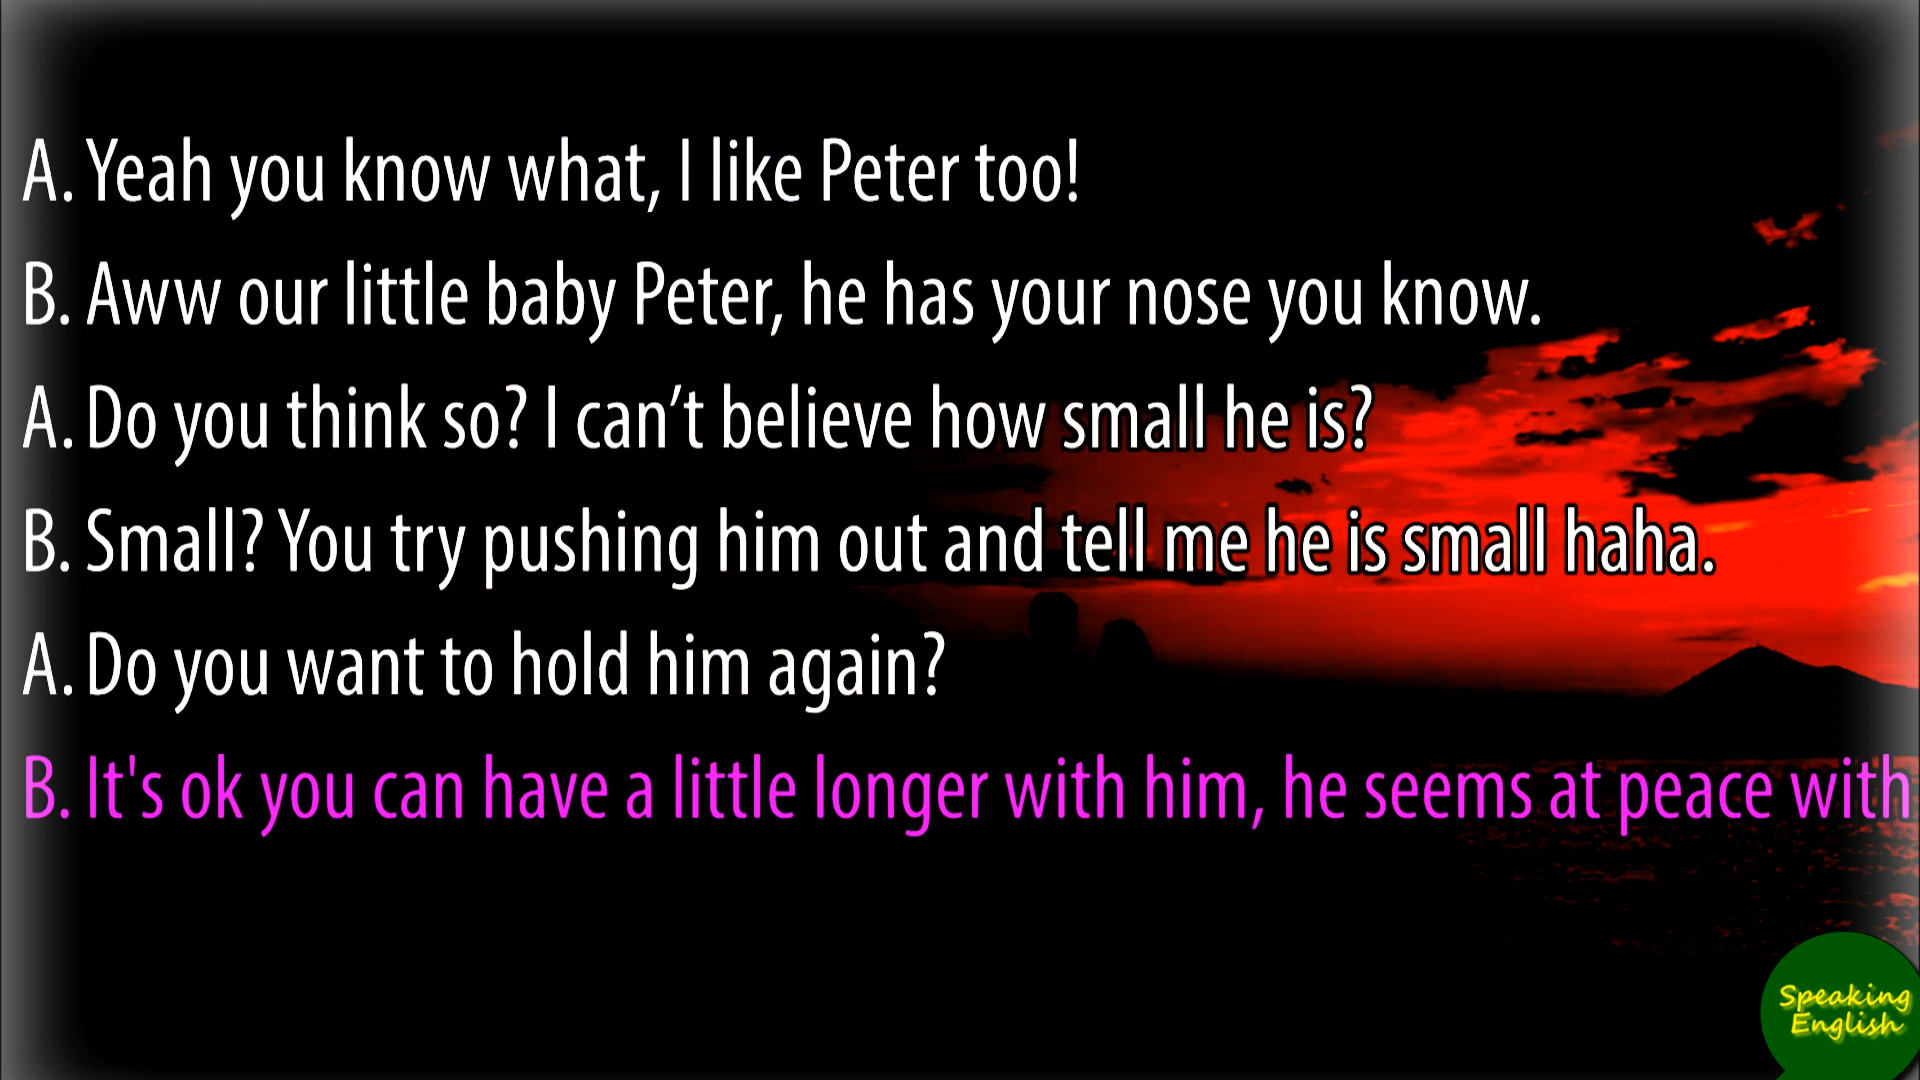 A. Yeah you know what, I like Peter too!
B. Aww our little baby Peter, he has your nose you know.
A. Do you think so? I can’t believe how small he is?
B. Small? You try pushing him out and tell me he is small haha.
A. Do you want to hold him again?
B. It's ok you can have a little longer with him, he seems at peace with
Speaking
English